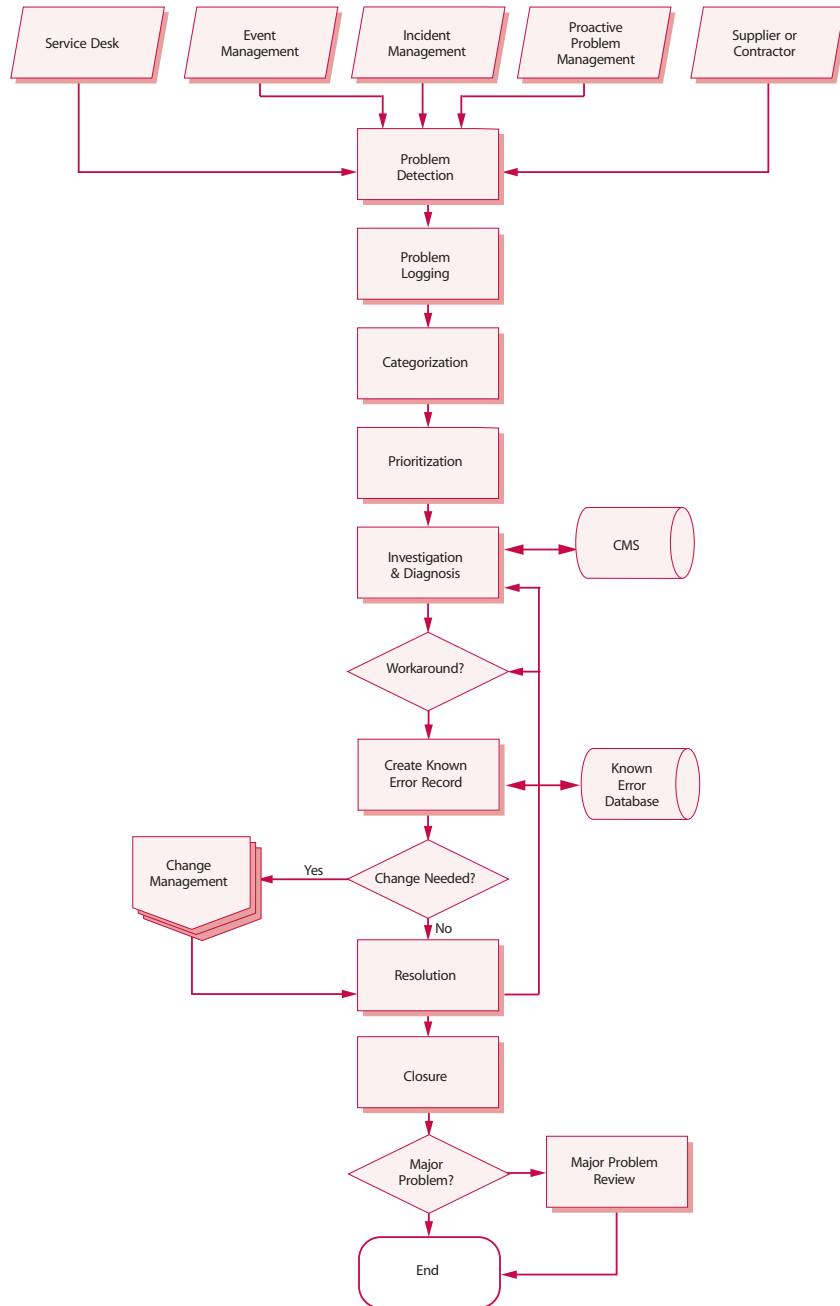 Service Desk
Event
Management
Incident
Management
Proactive
Problem
Management
Supplier or
Contractor
Problem
Detection
Problem
Logging
Categorization
Prioritization
Investigation
& Diagnosis
CMS
Workaround?
Create Known
Error Record
Known
Error
Database
Change
Management
Yes
Change Needed?
No
Resolution
Closure
Major
Problem?
Major Problem
Review
End